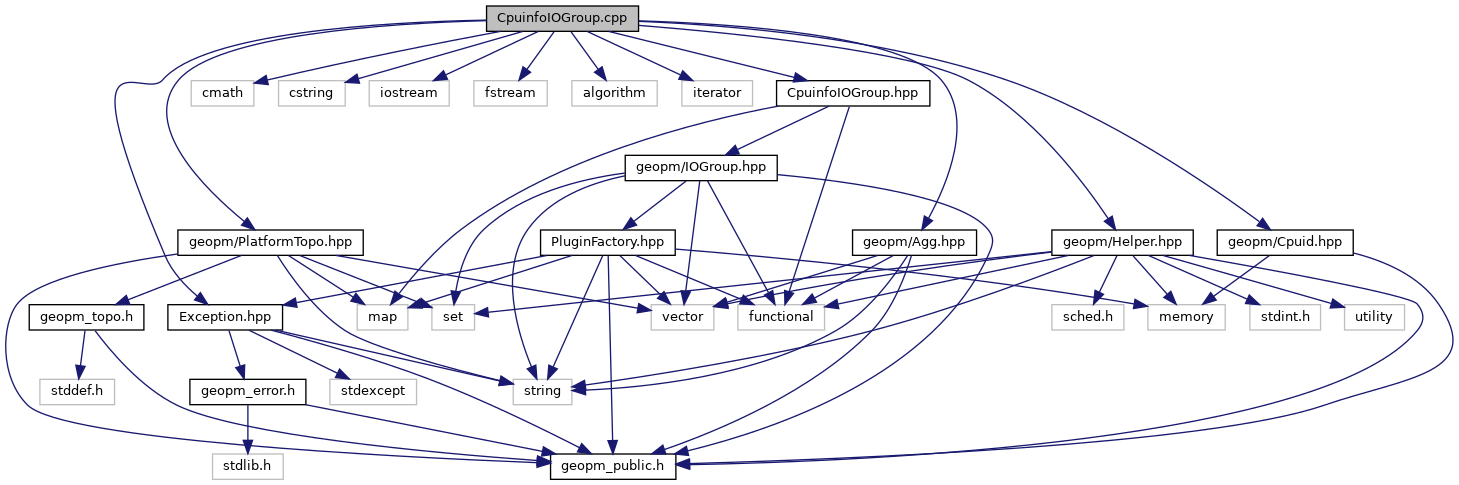 CpuinfoIOGroup.cpp
cmath
cstring
iostream
fstream
algorithm
iterator
CpuinfoIOGroup.hpp
geopm/IOGroup.hpp
geopm/PlatformTopo.hpp
PluginFactory.hpp
geopm/Agg.hpp
geopm/Helper.hpp
geopm/Cpuid.hpp
geopm_topo.h
Exception.hpp
map
set
vector
functional
sched.h
memory
stdint.h
utility
stddef.h
geopm_error.h
stdexcept
string
stdlib.h
geopm_public.h